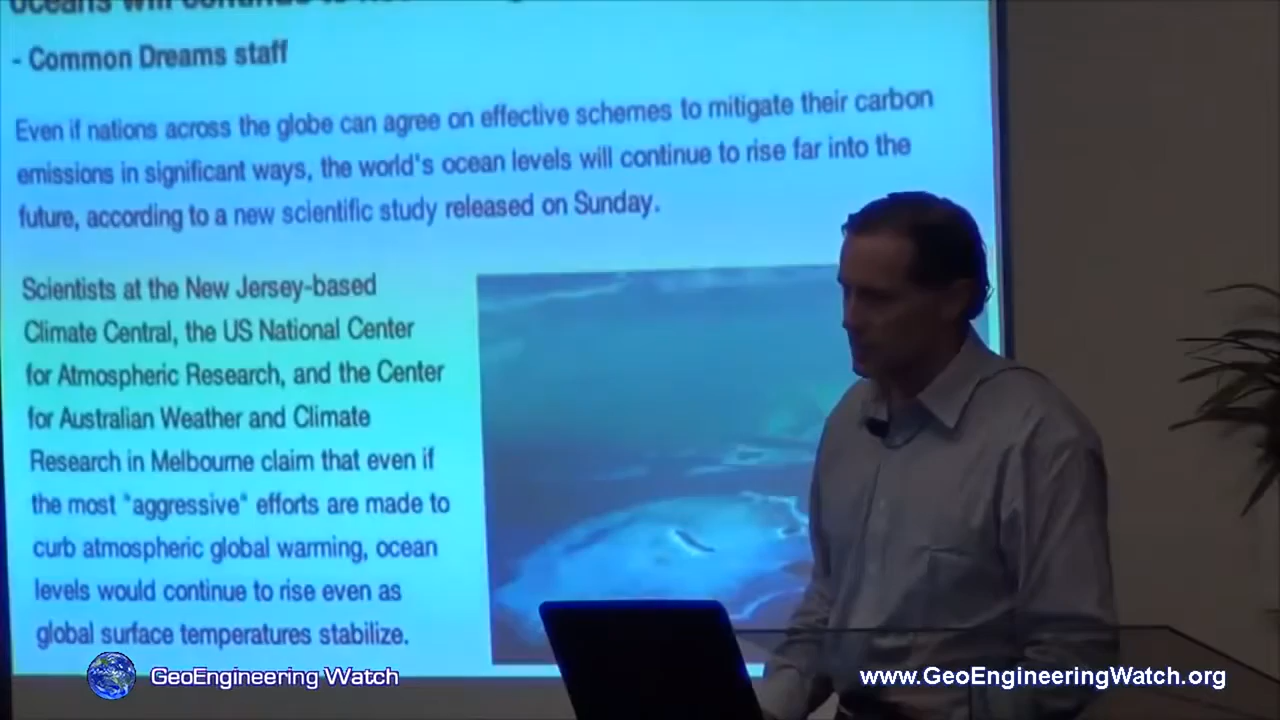 oceans will continue to
- Common Dreams staff
Even if nations across the globe can agree on effective schemes to mitigate their carbon
emissions in significant ways, the world's ocean levels will continue to rise far into the
future, according to a new scientific study released on Sunday.
Scientists at the New Jersey-based
Climate Central, the US National Center
for Atmospheric Research, and the Center
for Australian Weather and Climate
Research in Melbourne claim that even if
the most "aggressive" efforts are made to
curb atmospheric global warming, ocean
levels would continue to rise even as
global surface temperatures stabilize.
GeoEngineering Watch
www.GeoEngineeringWatch.org